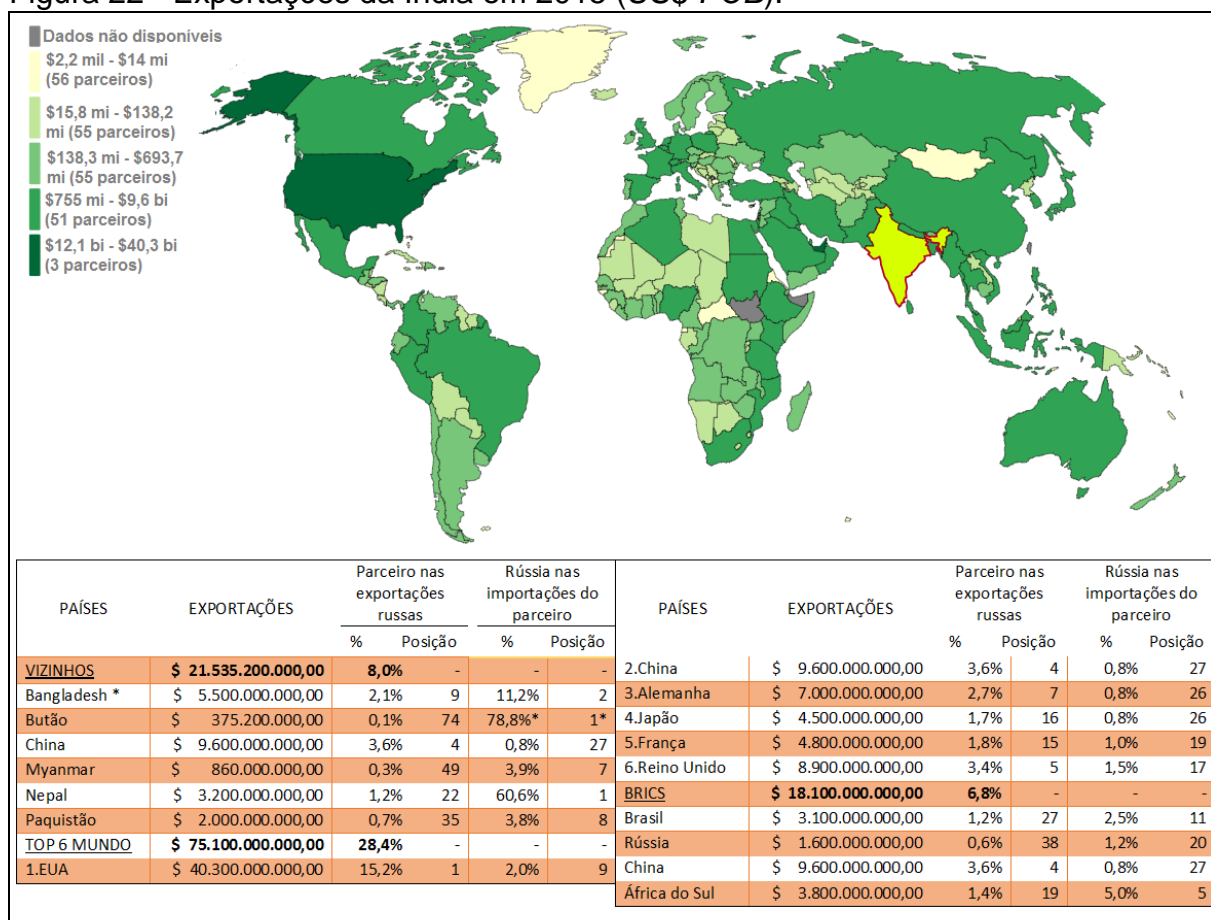 Figura 22 - Exportações da Índia em 2015 (US$ FOB).
Dados não disponíveis
$2,2 mil - $14 mi
(56 parceiros)
$15,8 mi - $138,2
mi (55 parceiros)
$138,3 mi - $693,7
mi (55 parceiros)
$755 mi - $9,6 bi
(51 parceiros)
$12,1 bi - $40,3 bi
(3 parceiros)
PAÍSES EXPORTAÇÕES Parceiro nas exportações russas Rússia nas importações do parceiro
% Posição % Posição
VIZINHOS $ 21.535.200.000,00 8,0% - - -
Bangladesh * $ 5.500.000.000,00 2,1% 9 11,2% 2
Butão $ 375.200.000,00 0,1% 74 78,8%* 1*
China $ 9.600.000.000,00 3,6% 4 0,8% 27
Myanmar $ 860.000.000,00 0,3% 49 3,9% 7
Nepal $ 3.200.000.000,00 1,2% 22 60,6% 1
Paquistão $ 2.000.000.000,00 0,7% 35 3,8% 8
TOP 6 MUNDO $ 75.100.000.000,00 28,4% - - -
1.EUA $ 40.300.000.000,00 15,2% 1 2,0% 9
PAÍSES EXPORTAÇÕES Parceiro nas exportações russas Rússia nas importações do parceiro
% Posição % Posição
2.China $ 9.600.000.000,00 3,6% 4 0,8% 27
3.Alemanha $ 7.000.000.000,00 2,7% 7 0,8% 26
4.Japão $ 4.500.000.000,00 1,7% 16 0,8% 26
5.França $ 4.800.000.000,00 1,8% 15 1,0% 19
6.Reino Unido $ 8.900.000.000,00 3,4% 5 1,5% 17
BRICS $ 18.100.000.000,00 6,8% - - -
Brasil $ 3.100.000.000,00 1,2% 27 2,5% 11
Rússia $ 1.600.000.000,00 0,6% 38 1,2% 20
China $ 9.600.000.000,00 3,6% 4 0,8% 27
África do Sul $ 3.800.000.000,00 1,4% 19 5,0% 5